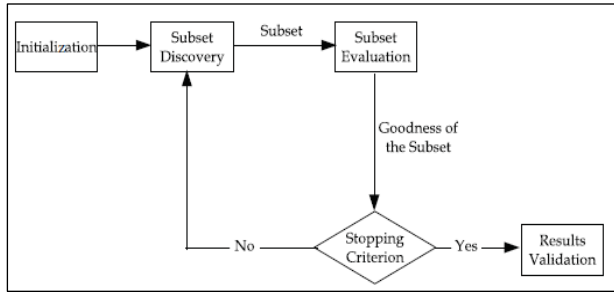 Initialization
Subset
Discovery
Subset
Subset
Evaluation
Goodness of
the Subset
No
Stopping
Criterion
Yes
Results
Validation